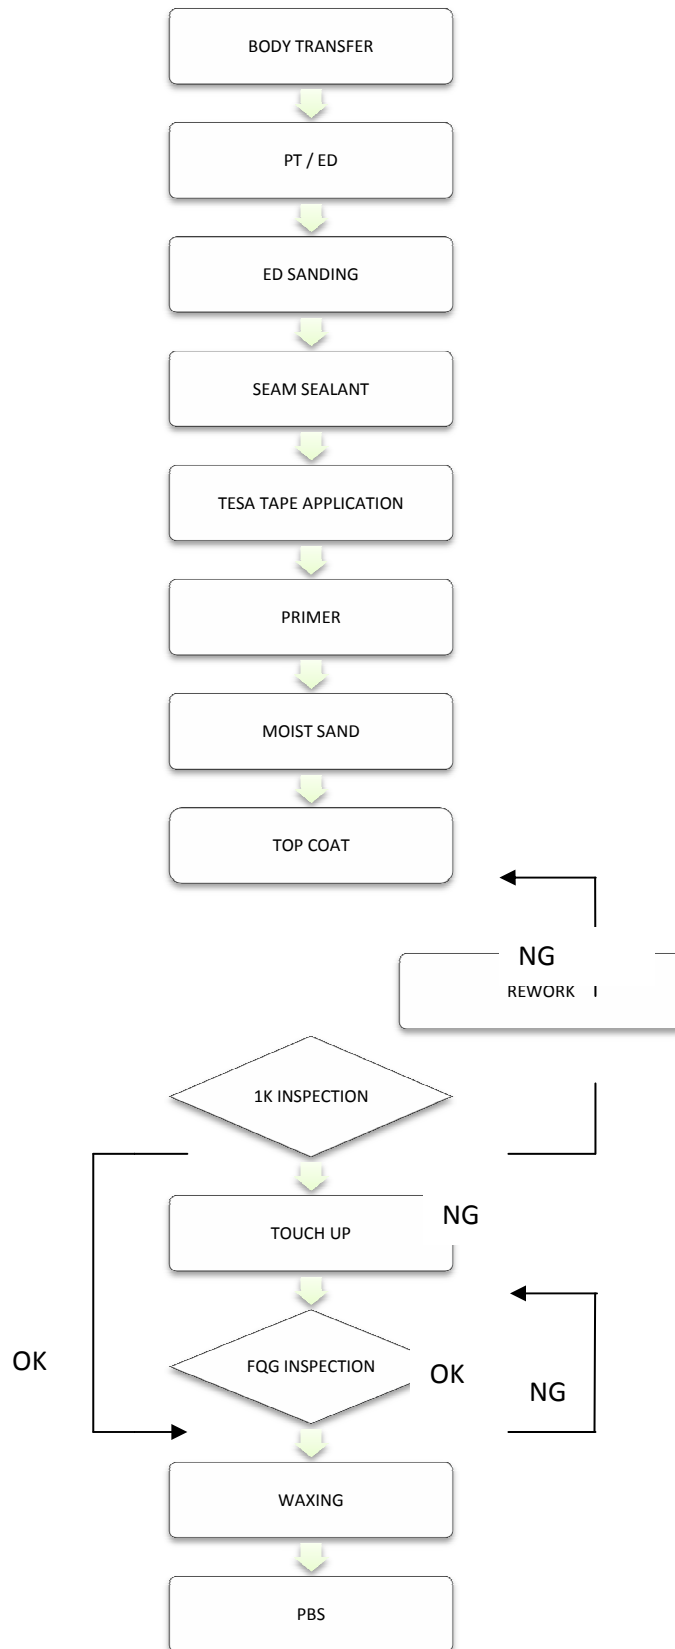 BODY TRANSFER
PT / ED
ED SANDING
SEAM SEALANT
TESA TAPE APPLICATION
PRIMER
MOIST SAND
TOP COAT
NG
REWORK
1K INSPECTION
NG
TOUCH UP
OK
FQG INSPECTION
OK
NG
WAXING
PBS